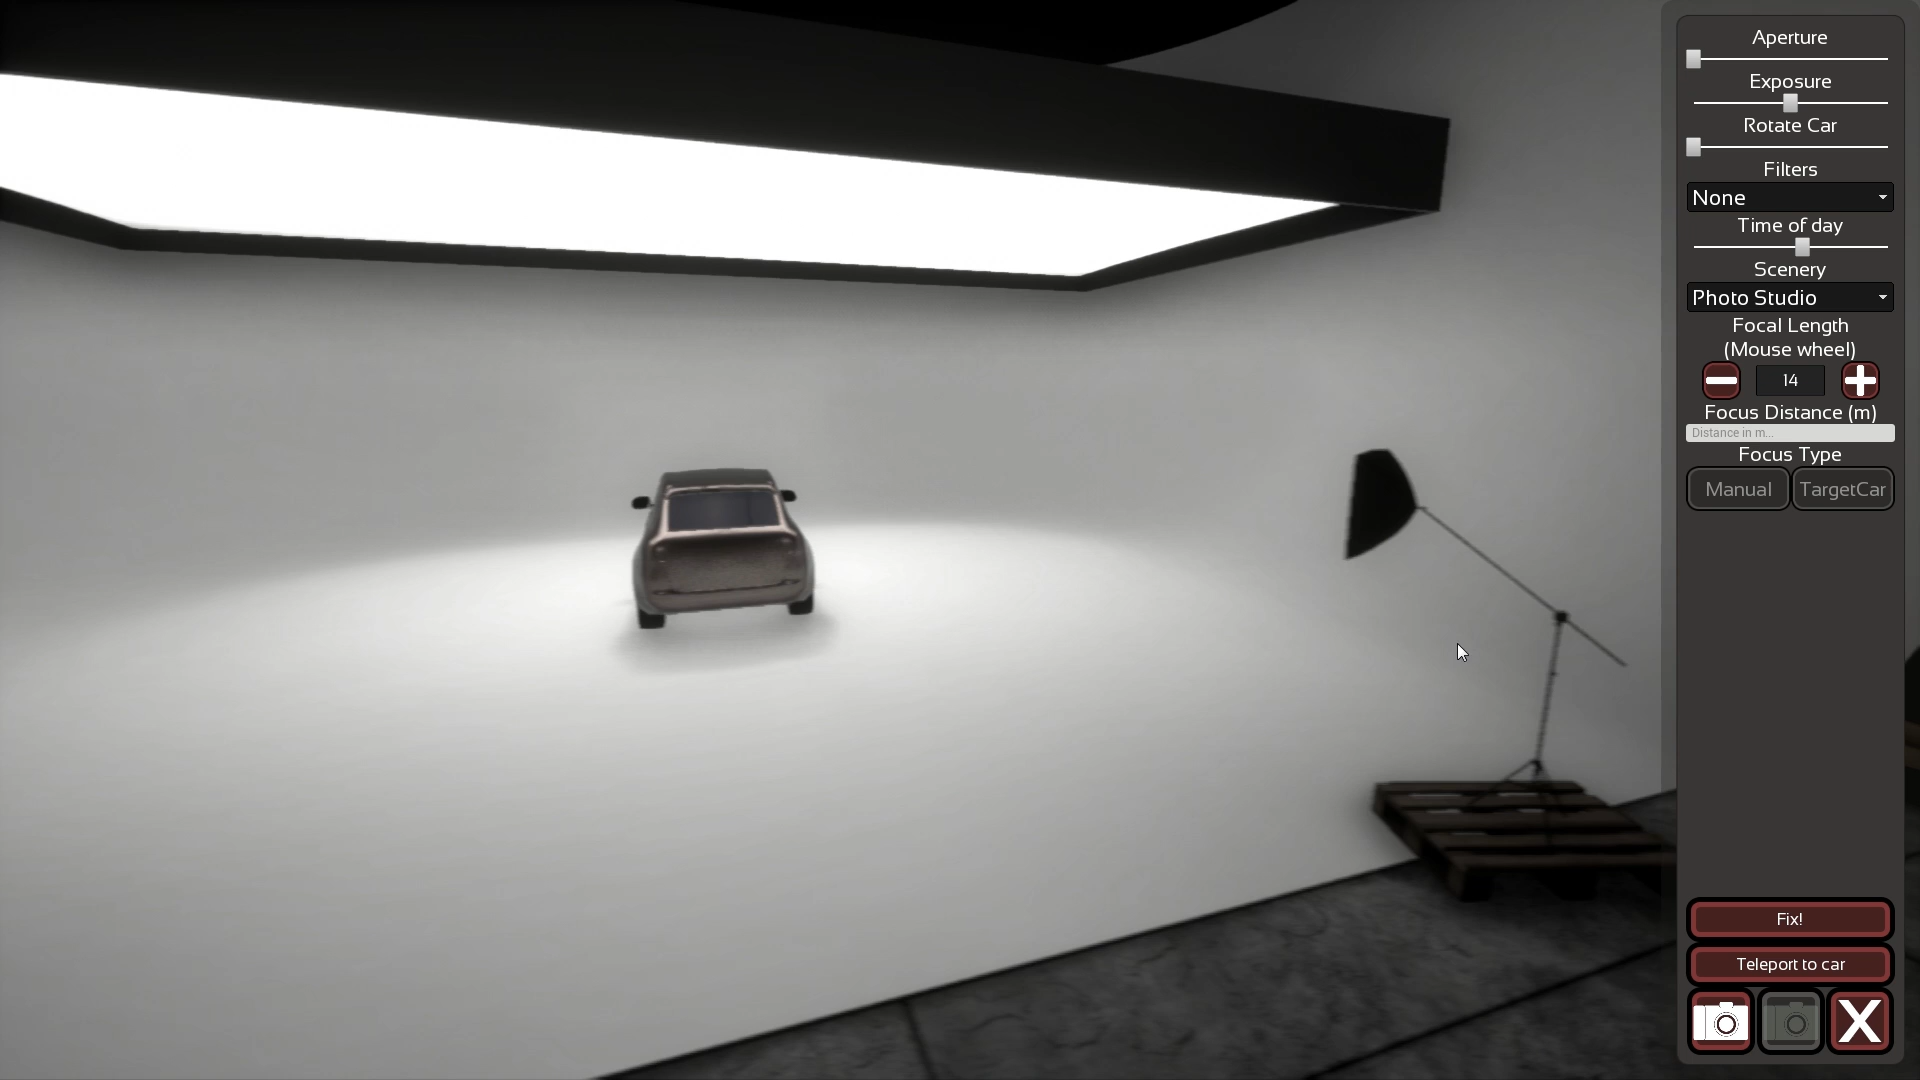 Aperture
Exposure
Rotate Car
Filters
None
Time of day
Scenery
Photo Studio
Focal Length
(Mouse wheel)
14
Focus Distance (m)
Distance in m...
Focus Type
Manual TargetCar
Fix!
Teleport to car